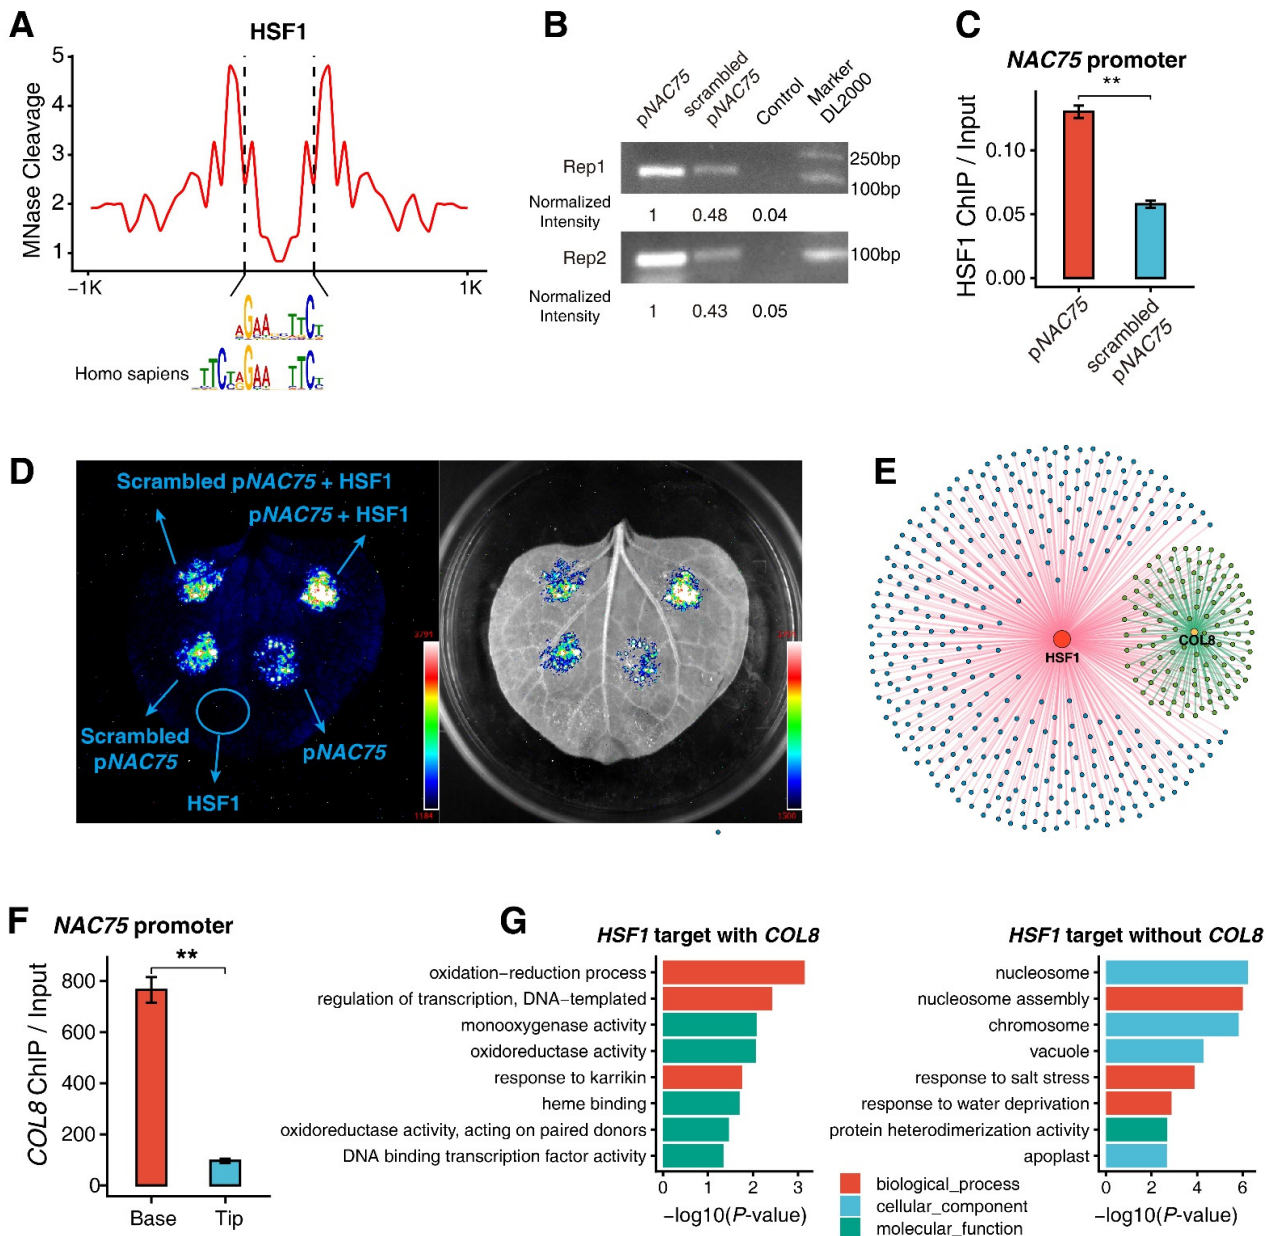 A
HSF1
MNase Cleavage
5
4
3
2
1
−1K
1K
AGAA TTCT
Homo sapiens
TTCTAGAA TTCT
B
pNAC75
scrambled
pNAC75
Control
Marker
DL2000
Rep1
250bp
100bp
Normalized
Intensity
1 0.48 0.04
Rep2
100bp
Normalized
Intensity
1 0.43 0.05
C
NAC75 promoter
**
HSF1 ChIP / Input
0.10
0.05
0.00
pNAC75
scrambled
pNAC75
D
Scrambled pNAC75 + HSF1
pNAC75 + HSF1
Scrambled
pNAC75
pNAC75
HSF1
3791
1184
1500
E
HSF1
COL8
F
NAC75 promoter
**
COL8 ChIP / Input
800
600
400
200
0
Base
Tip
G
HSF1 target with COL8
oxidation−reduction process
regulation of transcription, DNA−templated
monooxygenase activity
oxidoreductase activity
response to karrikin
heme binding
oxidoreductase activity, acting on paired donors
DNA binding transcription factor activity
0 1 2 3
−log10(P-value)
HSF1 target without COL8
nucleosome
nucleosome assembly
chromosome
vacuole
response to salt stress
response to water deprivation
protein heterodimerization activity
apoplast
0 2 4 6
−log10(P-value)
biological_process
cellular_component
molecular_function